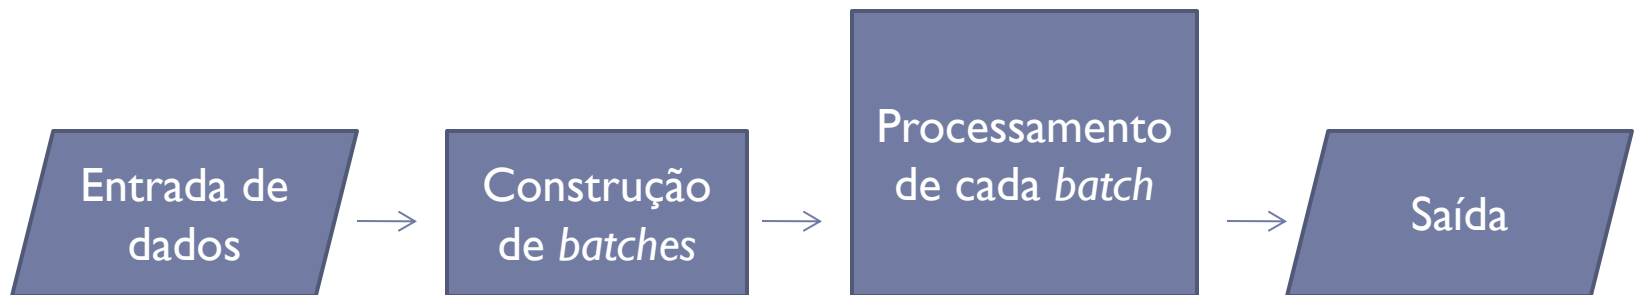 Entrada de
dados
Construção
de batches
Processamento
de cada batch
Saída